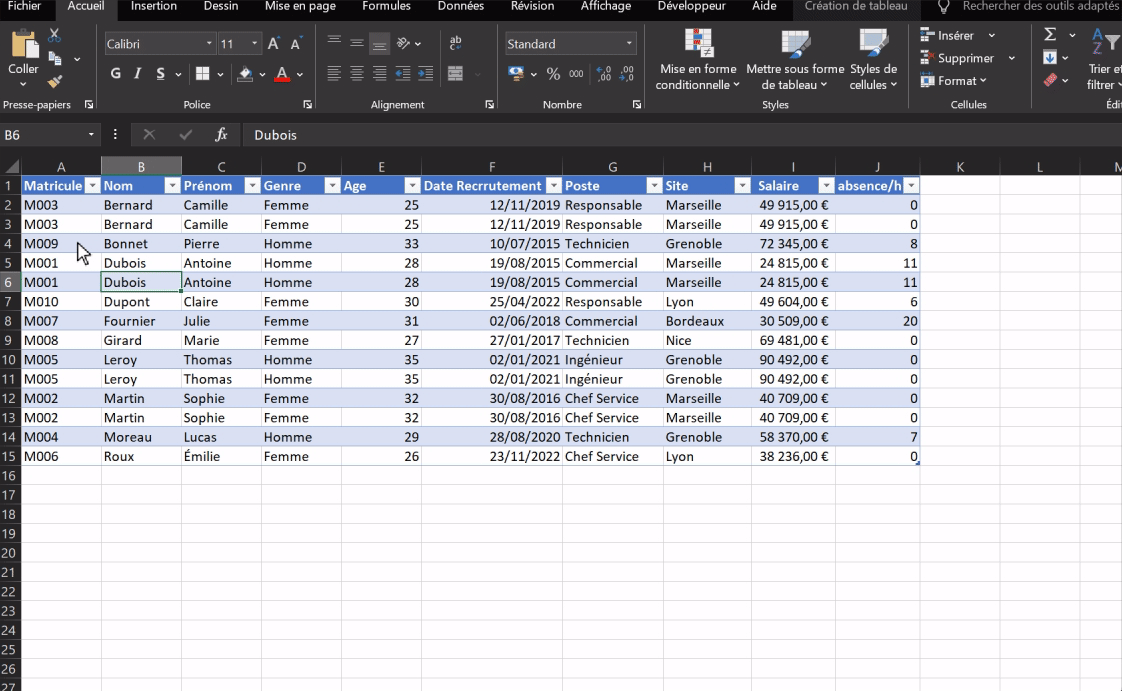 Fichier Accueil Insertion Dessin Mise en page Formules Données Révision Affichage Développeur Aide Création de tableau Rechercher des outils adaptés
Coller
Calibri 11 A A
G I S A
ab
Standard
% 000
Mise en forme conditionnelle
Mettre sous forme de tableau
Styles de cellules
Insérer
Supprimer
Format
Σ
Trier et
filtrer
Presse-papiers Police Alignement Nombre Styles Cellules
B6 fx Dubois
A B C D E F G H I J K L
1 Matricule Nom Prénom Genre Age Date Recrrutement Poste Site Salaire absence/h
2 M003 Bernard Camille Femme 25 12/11/2019 Responsable Marseille 49 915,00 € 0
3 M003 Bernard Camille Femme 25 12/11/2019 Responsable Marseille 49 915,00 € 0
4 M009 Bonnet Pierre Homme 33 10/07/2015 Technicien Grenoble 72 345,00 € 8
5 M001 Dubois Antoine Homme 28 19/08/2015 Commercial Marseille 24 815,00 € 11
6 M001 Dubois Antoine Homme 28 19/08/2015 Commercial Marseille 24 815,00 € 11
7 M010 Dupont Claire Femme 30 25/04/2022 Responsable Lyon 49 604,00 € 6
8 M007 Fournier Julie Femme 31 02/06/2018 Commercial Bordeaux 30 509,00 € 20
9 M008 Girard Marie Femme 27 27/01/2017 Technicien Nice 69 481,00 € 0
10 M005 Leroy Thomas Homme 35 02/01/2021 Ingénieur Grenoble 90 492,00 € 0
11 M005 Leroy Thomas Homme 35 02/01/2021 Ingénieur Grenoble 90 492,00 € 0
12 M002 Martin Sophie Femme 32 30/08/2016 Chef Service Marseille 40 709,00 € 0
13 M002 Martin Sophie Femme 32 30/08/2016 Chef Service Marseille 40 709,00 € 0
14 M004 Moreau Lucas Homme 29 28/08/2020 Technicien Grenoble 58 370,00 € 7
15 M006 Roux Émilie Femme 26 23/11/2022 Chef Service Lyon 38 236,00 € 0
16
17
18
19
20
21
22
23
24
25
26
27